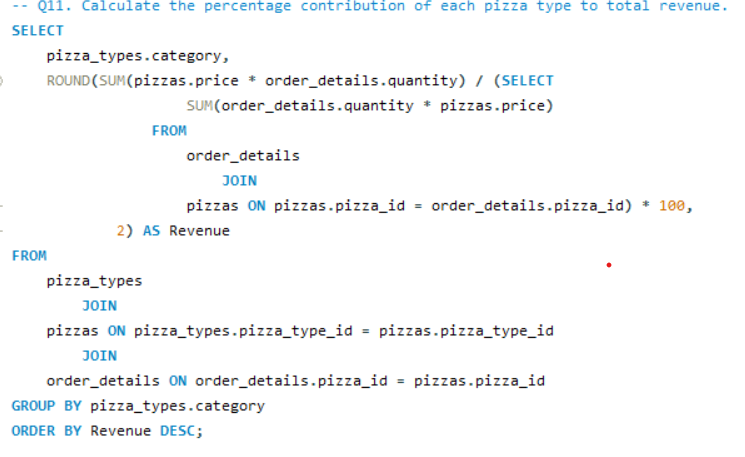 -- Q11. Calculate the percentage contribution of each pizza type to total revenue.
SELECT
pizza_types.category,
ROUND(SUM(pizzas.price * order_details.quantity) / (SELECT
SUM(order_details.quantity * pizzas.price)
FROM
order_details
JOIN
pizzas ON pizzas.pizza_id = order_details.pizza_id) * 100,
2) AS Revenue
FROM
pizza_types
JOIN
pizzas ON pizza_types.pizza_type_id = pizzas.pizza_type_id
JOIN
order_details ON order_details.pizza_id = pizzas.pizza_id
GROUP BY pizza_types.category
ORDER BY Revenue DESC;